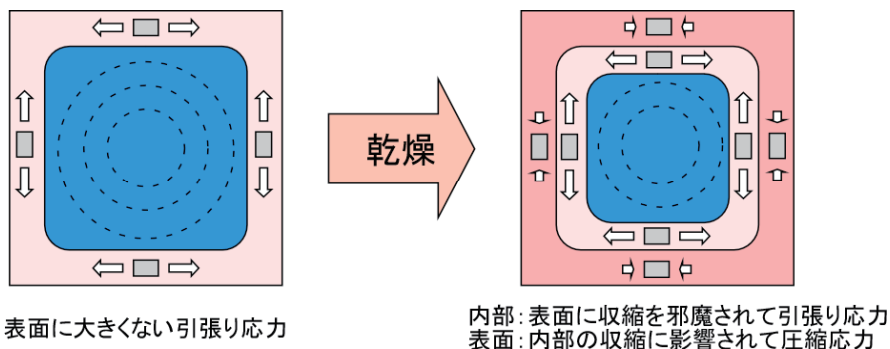 乾燥
表面に大きくない引張り応力
内部：表面に収縮を邪魔されて引張り応力
表面：内部の収縮に影響されて圧縮応力